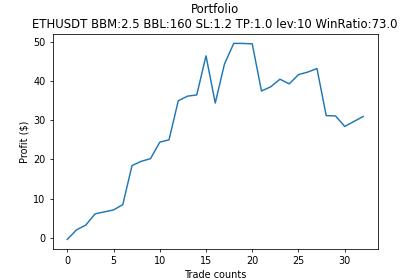 Portfolio
ETHUSDT BBM:2.5 BBL:160 SL:1.2 TP:1.0 lev:10 WinRatio:73.0
Profit ($)
50
40
30
20
10
0
0 5 10 15 20 25 30
Trade counts